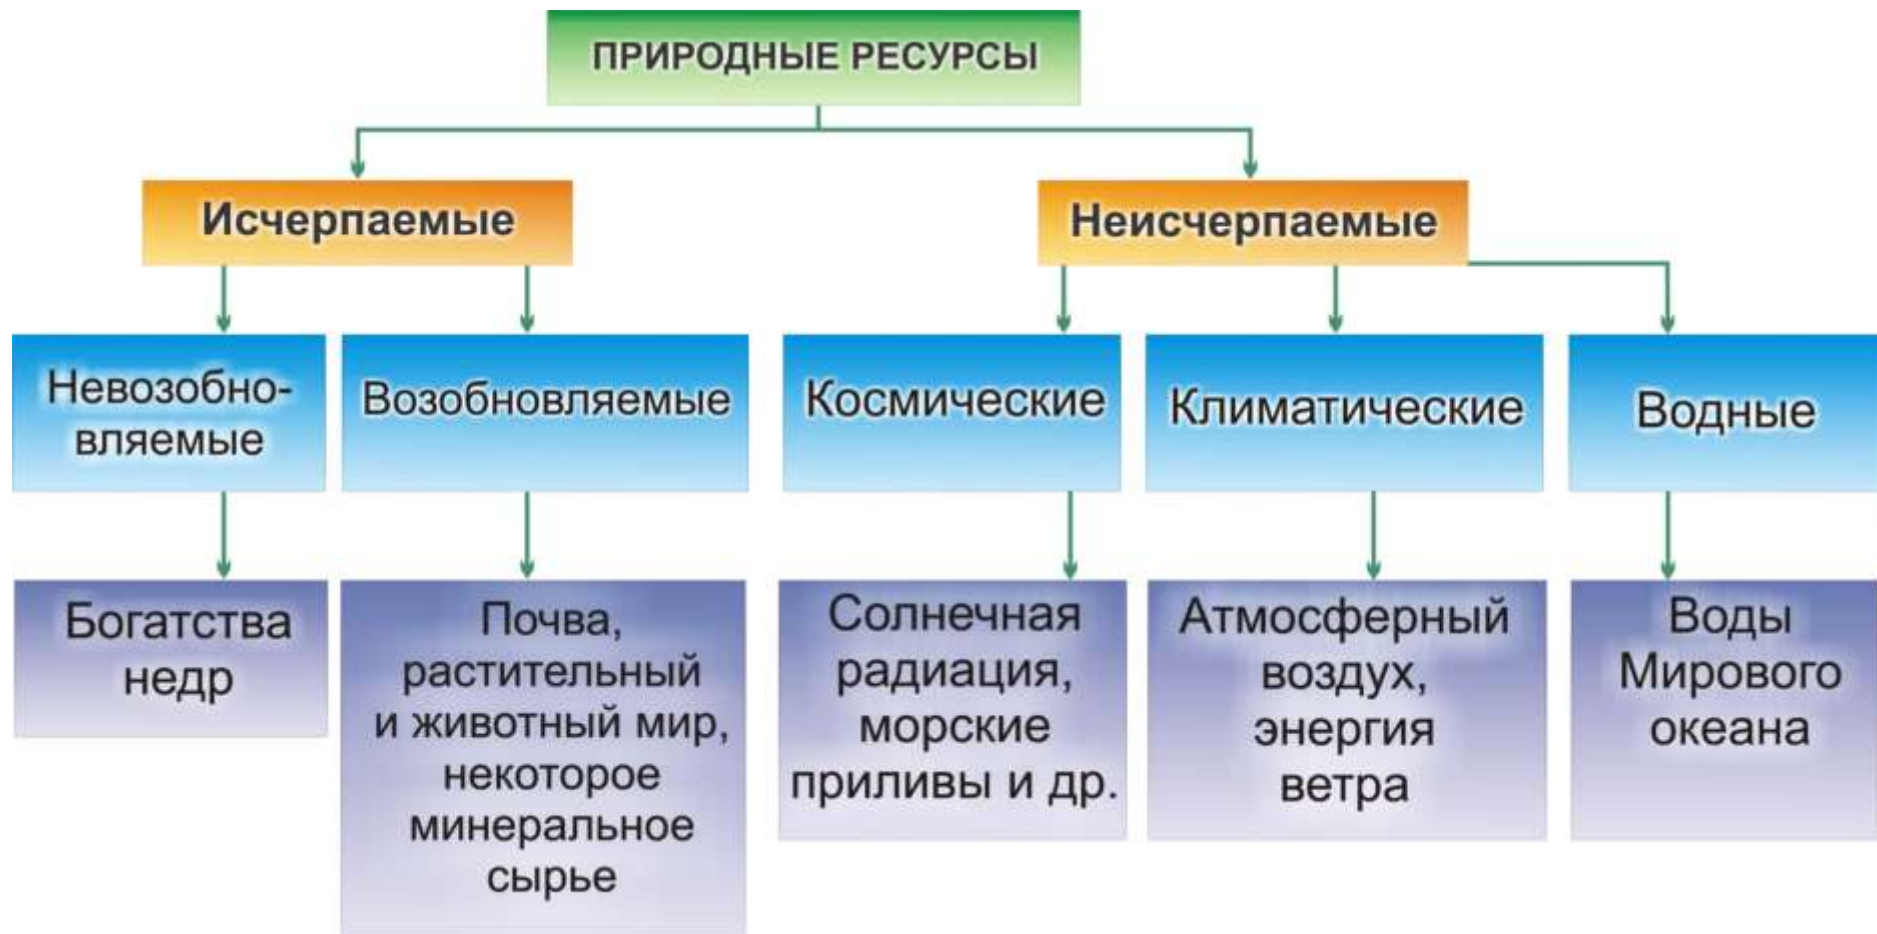 ПРИРОДНЫЕ РЕСУРСЫ
Исчерпаемые
Неисчерпаемые
Невозобно-
вляемые
Возобновляемые
Космические
Климатические
Водные
Богатства
недр
Почва,
растительный
и животный мир,
некоторое
минеральное
сырье
Солнечная
радиация,
морские
приливы и др.
Атмосферный
воздух,
энергия
ветра
Воды
Мирового
океана